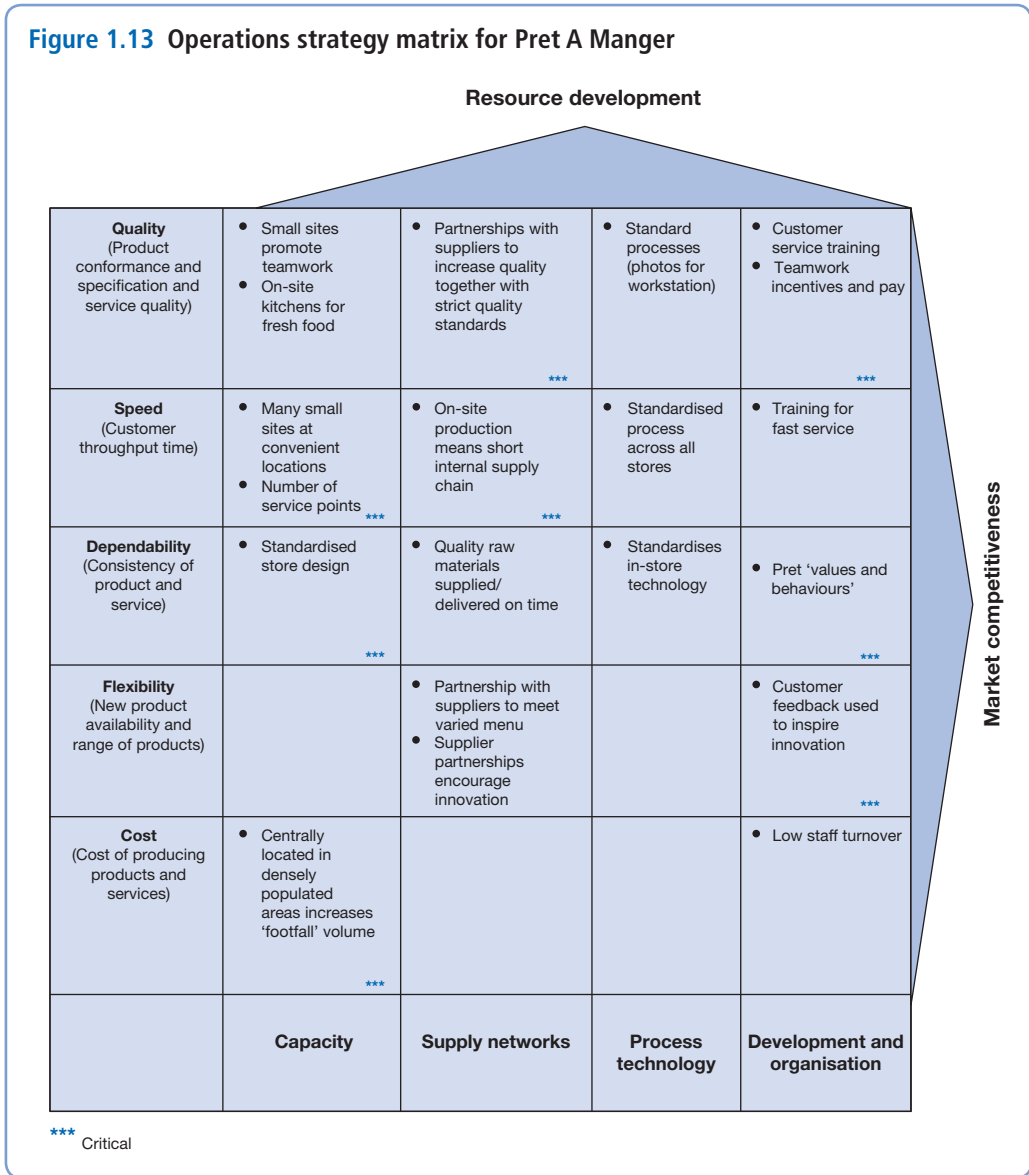 Figure 1.13 Operations strategy matrix for Pret A Manger
Resource development
Quality
(Product
conformance and
specification and
service quality)
• Small sites
promote
teamwork
• On-site
kitchens for
fresh food
• Partnerships with
suppliers to
increase quality
together with
strict quality
standards
***
• Standard
processes
(photos for
workstation)
• Customer
service training
• Teamwork
incentives and pay
***
Speed
(Customer
throughput time)
• Many small
sites at
convenient
locations
• Number of
service points
***
• On-site
production
means short
internal supply
chain
***
• Standardised
process
across all
stores
• Training for
fast service
Dependability
(Consistency of
product and
service)
• Standardised
store design
***
• Quality raw
materials
supplied/
delivered on time
• Standardises
in-store
technology
• Pret ‘values and
behaviours’
***
Flexibility
(New product
availability and
range of products)
• Partnership with
suppliers to meet
varied menu
• Supplier
partnerships
encourage
innovation
• Customer
feedback used
to inspire
innovation
***
Cost
(Cost of producing
products and
services)
• Centrally
located in
densely
populated
areas increases
‘footfall’ volume
***
• Low staff turnover
Capacity
Supply networks
Process
technology
Development and
organisation
Market competitiveness
*** Critical